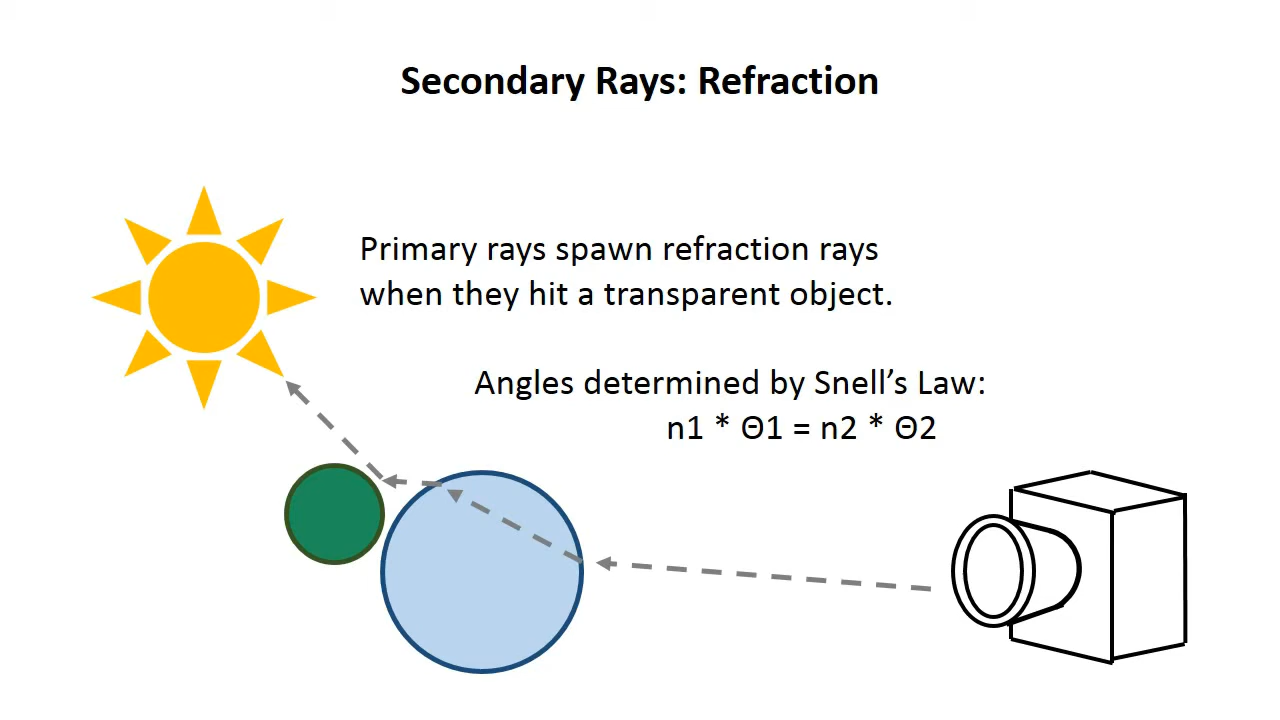 Secondary Rays: Refraction
Primary rays spawn refraction rays
when they hit a transparent object.
Angles determined by Snell’s Law:
n1 * Θ1 = n2 * Θ2